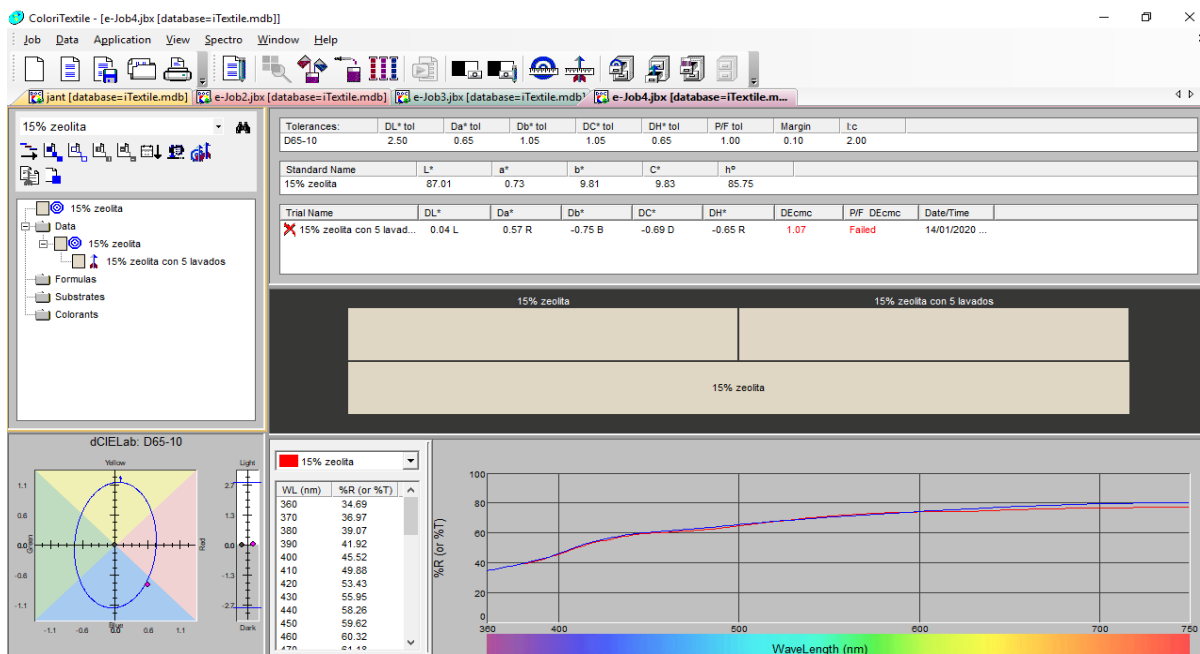 ColoriTextile - [e-Job4.jbx [database=iTextile.mdb]]
Job Data Application View Spectro Window Help
jant [database=iTextile.mdb] e-Job2.jbx [database=iTextile.mdb] e-Job3.jbx [database=iTextile.mdb] e-Job4.jbx [database=iTextile.m...
15% zeolita
15% zeolita
Data
15% zeolita
15% zeolita con 5 lavados
Formulas
Substrates
Colorants
Tolerances: DL* tol Da* tol Db* tol DC* tol DH* tol P/F tol Margin l:c
D65-10 2.50 0.65 1.05 1.05 0.65 1.00 0.10 2.00
Standard Name L* a* b* C* hº
15% zeolita 87.01 0.73 9.81 9.83 85.75
Trial Name DL* Da* Db* DC* DH* DEcmc P/F DEcmc Date/Time
15% zeolita con 5 lavad... 0.04 L 0.57 R -0.75 B -0.69 D -0.65 R 1.07 Failed 14/01/2020 ...
15% zeolita 15% zeolita con 5 lavados
15% zeolita
dCIELab: D65-10
Yellow Light
1.1 2.7
0.6 1.3
0.0 Green Red 0.0
-0.6 -1.3
-1.1 -2.7
Blue Dark
-1.1 -0.6 0.0 0.6 1.1
15% zeolita
WL (nm) %R (or %T)
360 34.69
370 36.97
380 39.07
390 41.92
400 45.52
410 49.88
420 53.43
430 55.95
440 58.26
450 59.62
460 60.32
470 61.18
%R (or %T)
100
80
60
40
20
0
360 400 500 600 700 750
WaveLength (nm)